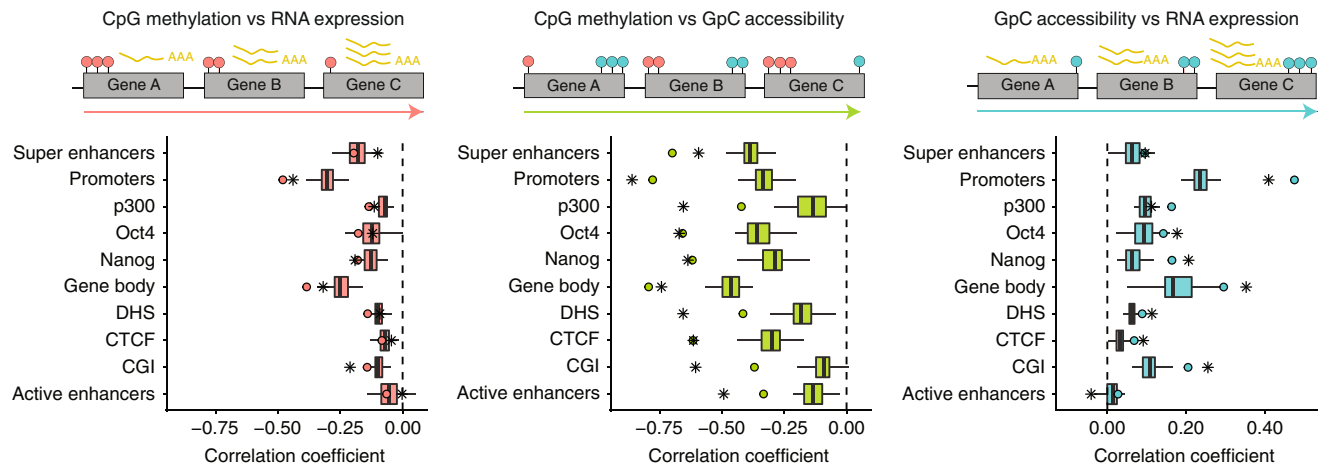 CpG methylation vs RNA expression
AAA AAA AAA
Gene A Gene B Gene C
Super enhancers
Promoters
p300
Oct4
Nanog
Gene body
DHS
CTCF
CGI
Active enhancers
−0.75 −0.50 −0.25 0.00
Correlation coefficient
CpG methylation vs GpC accessibility
Gene A Gene B Gene C
Super enhancers
Promoters
p300
Oct4
Nanog
Gene body
DHS
CTCF
CGI
Active enhancers
−0.75 −0.50 −0.25 0.00
Correlation coefficient
GpC accessibility vs RNA expression
AAA AAA AAA
Gene A Gene B Gene C
Super enhancers
Promoters
p300
Oct4
Nanog
Gene body
DHS
CTCF
CGI
Active enhancers
0.00 0.20 0.40
Correlation coefficient